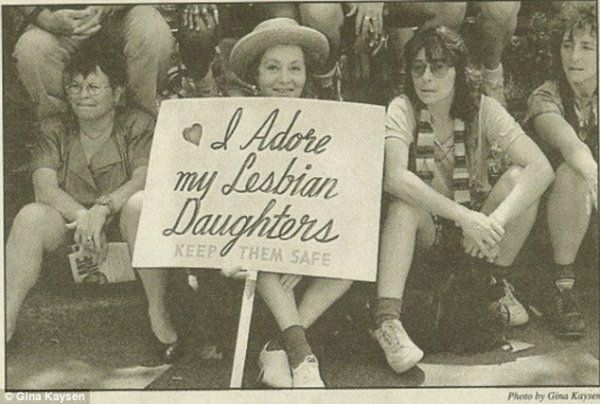 I Adore
my Lesbian
Daughters
KEEP THEM SAFE
© Gina Kaysen
Photo by Gina Kaysen